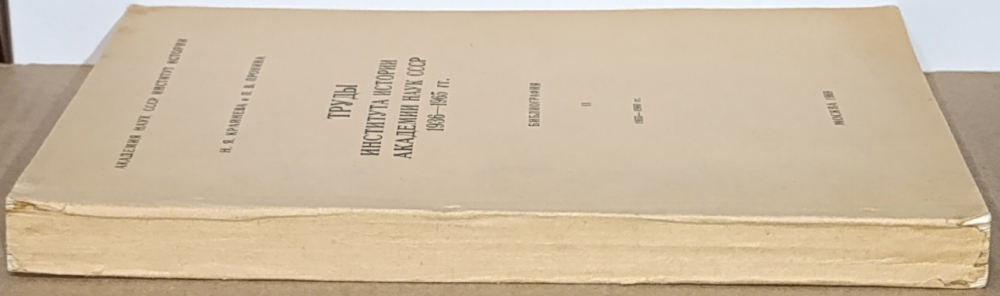 АКАДЕМИЯ НАУК СССР ИНСТИТУТ ИСТОРИИ
Н. Я. КРАЙНЕВА и П. В. ПРОНИНА
ТРУДЫ
ИНСТИТУТА ИСТОРИИ
АКАДЕМИИ НАУК СССР
1936—1965 гг.
БИБЛИОГРАФИЯ
II
МОСКВА 1969